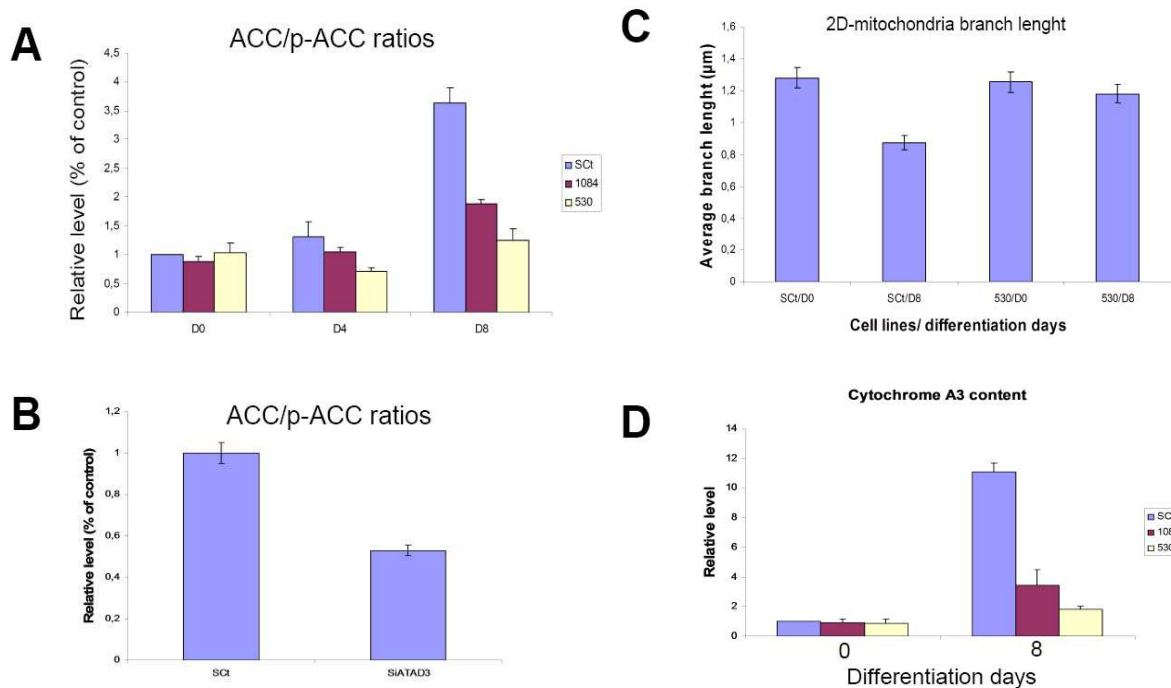 A
ACC/p-ACC ratios
Relative level (% of control)
4,5
4
3,5
3
2,5
2
1,5
1
0,5
0
D0
D4
D8
SCt
1084
530
B
ACC/p-ACC ratios
Relative level (% of control)
1,2
1
0,8
0,6
0,4
0,2
0
SCt
SiATAD3
C
2D-mitochondria branch lenght
Average branch lenght (µm)
1,6
1,4
1,2
1
0,8
0,6
0,4
0,2
0
SCt/D0
SCt/D8
530/D0
530/D8
Cell lines/ differentiation days
D
Cytochrome A3 content
Relative level
14
12
10
8
6
4
2
0
0
8
Differentiation days
530